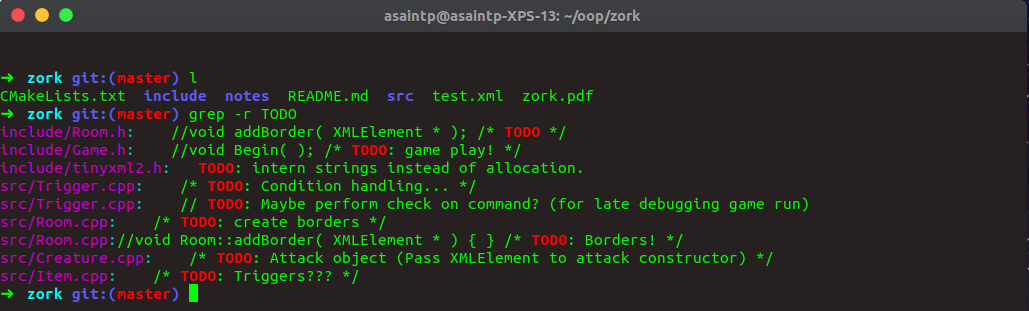 asaintp@asaintp-XPS-13: ~/oop/zork
➜  zork git:(master) l
CMakeLists.txt  include  notes  README.md  src  test.xml  zork.pdf
➜  zork git:(master) grep -r TODO
include/Room.h:    //void addBorder( XMLElement * ); /* TODO */
include/Game.h:    //void Begin( ); /* TODO: game play! */
include/tinyxml2.h:   TODO: intern strings instead of allocation.
src/Trigger.cpp:    /* TODO: Condition handling... */
src/Trigger.cpp:    // TODO: Maybe perform check on command? (for late debugging game run)
src/Room.cpp:    /* TODO: create borders */
src/Room.cpp://void Room::addBorder( XMLElement * ) { } /* TODO: Borders! */
src/Creature.cpp:     /* TODO: Attack object (Pass XMLElement to attack constructor) */
src/Item.cpp:    /* TODO: Triggers??? */
➜  zork git:(master)